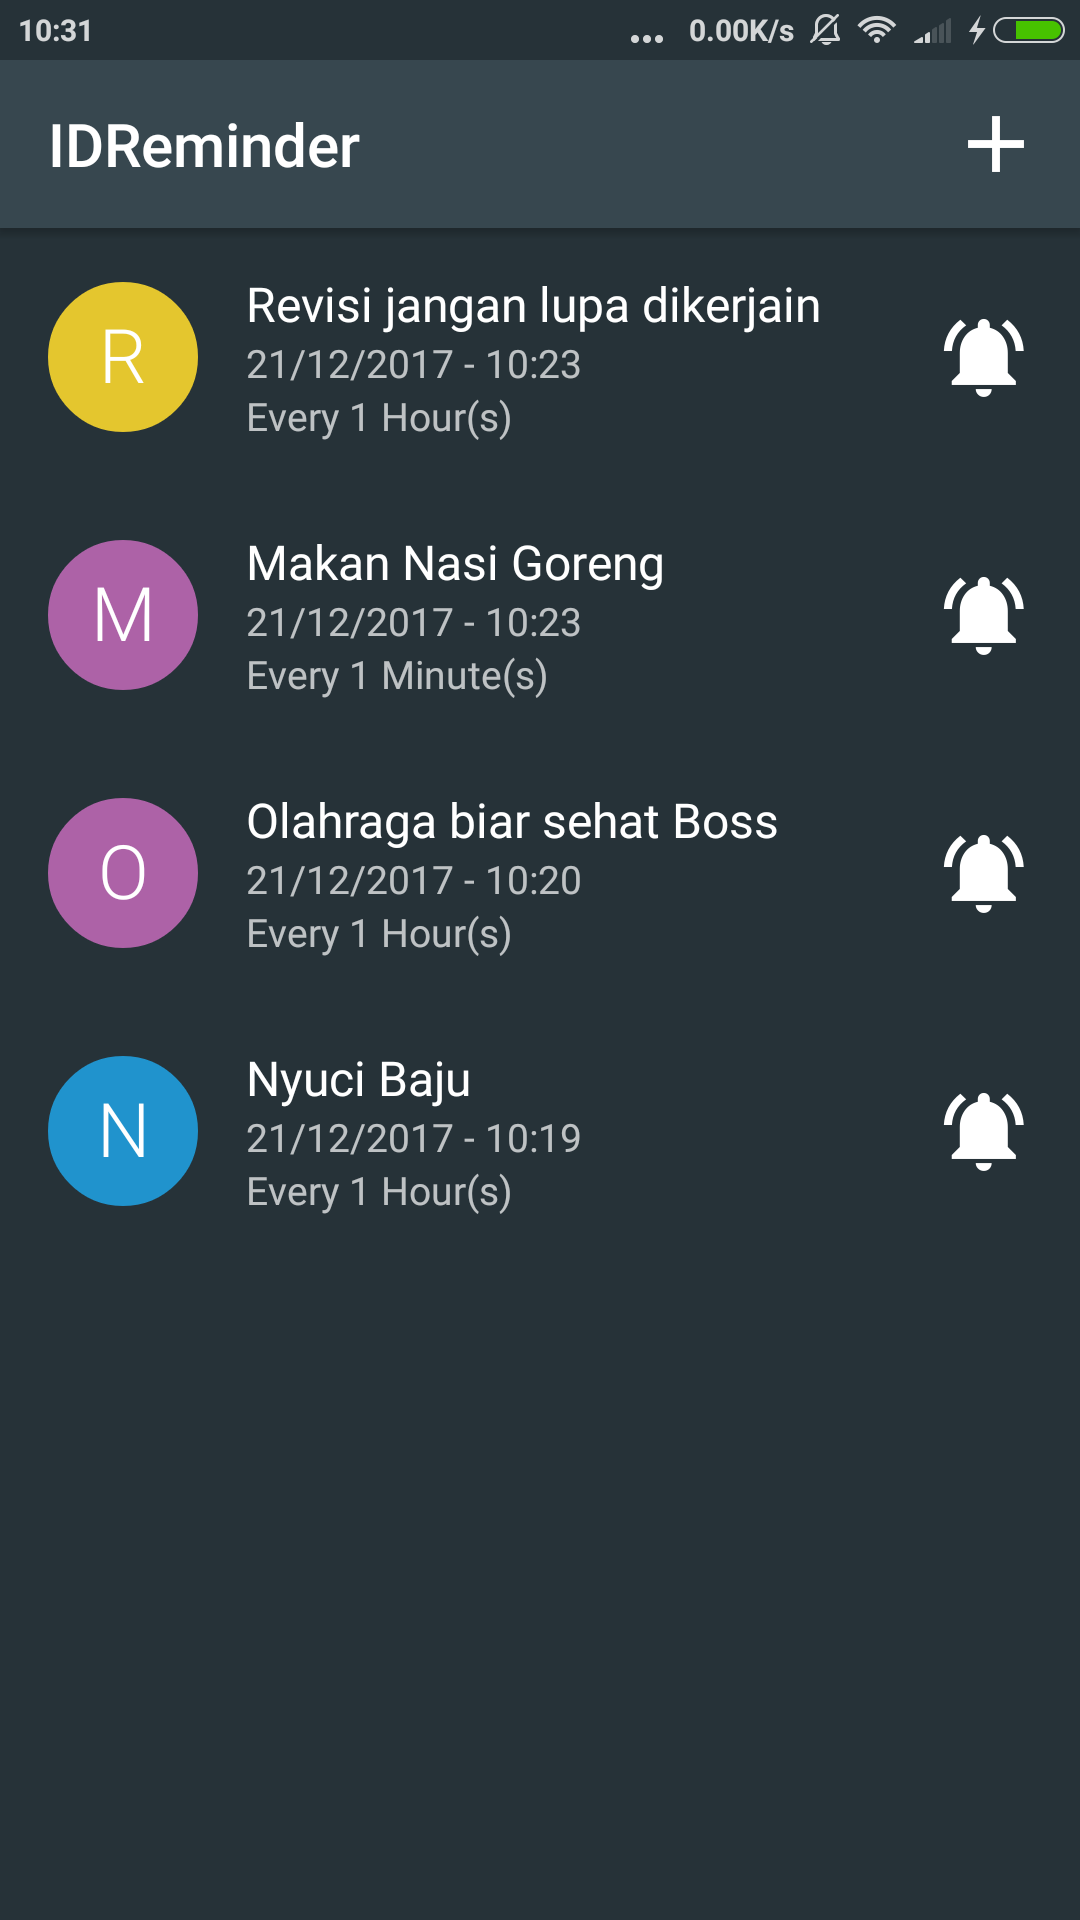 10:31 ... 0.00K/s
IDReminder
R
Revisi jangan lupa dikerjain
21/12/2017 - 10:23
Every 1 Hour(s)
M
Makan Nasi Goreng
21/12/2017 - 10:23
Every 1 Minute(s)
O
Olahraga biar sehat Boss
21/12/2017 - 10:20
Every 1 Hour(s)
N
Nyuci Baju
21/12/2017 - 10:19
Every 1 Hour(s)